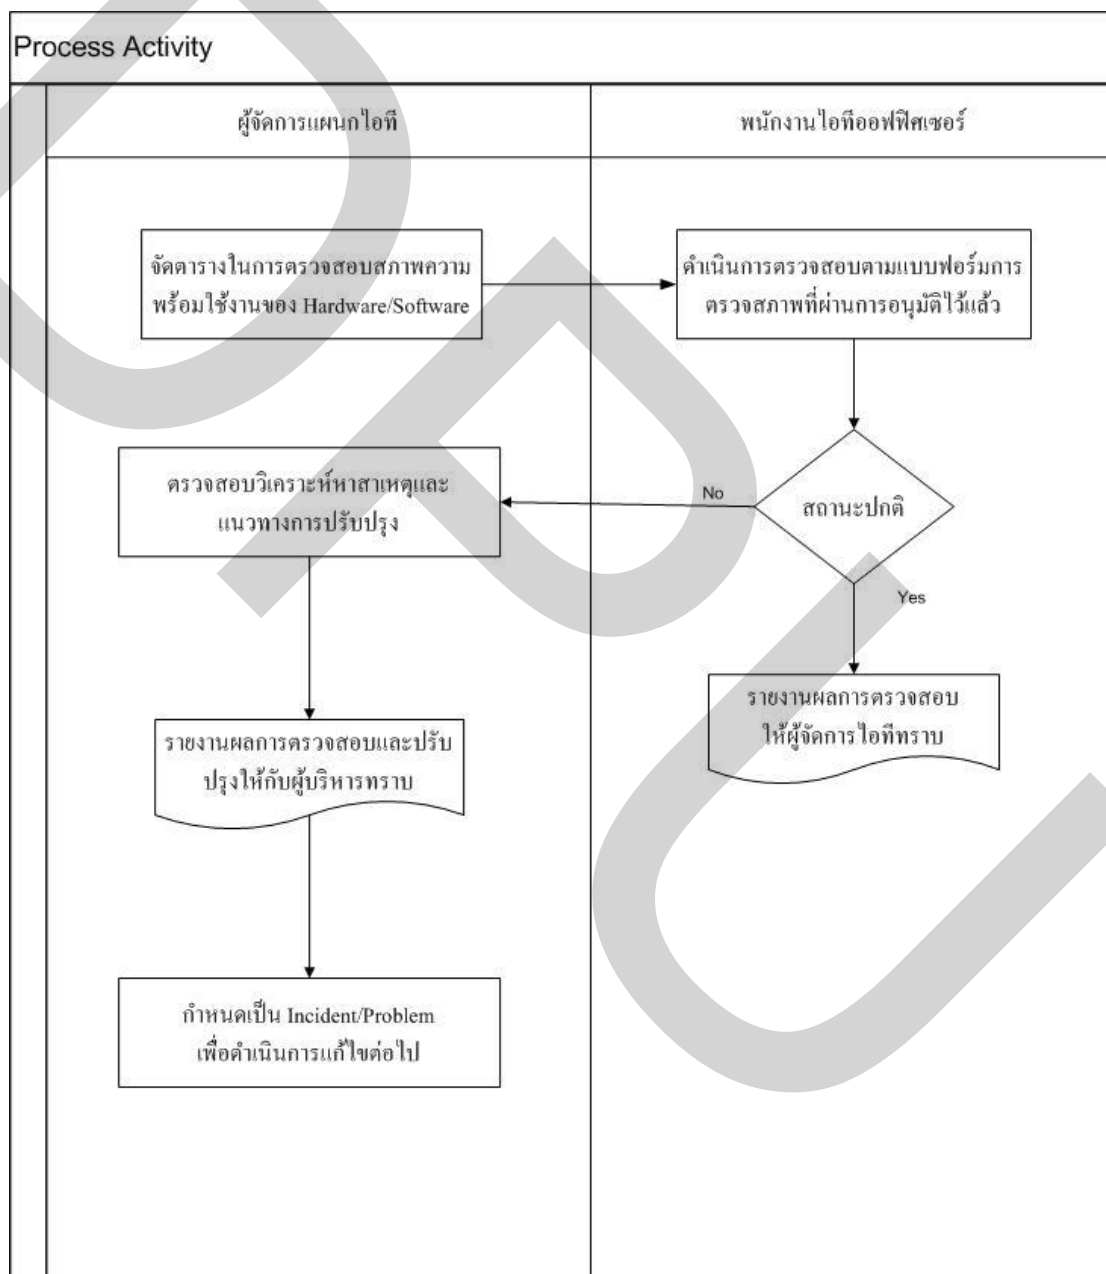 Process Activity
ผู้จัดการแผนกไอที
พนักงานไอทีออฟฟิศเซอร์
จัดตารางในการตรวจสอบสภาพความ
พร้อมใช้งานของ Hardware/Software
ดำเนินการตรวจสอบตามแบบฟอร์มการ
ตรวจสภาพที่ผ่านการอนุมัติไว้แล้ว
สถานะปกติ
No
Yes
ตรวจสอบวิเคราะห์หาสาเหตุและ
แนวทางการปรับปรุง
รายงานผลการตรวจสอบ
ให้ผู้จัดการไอทีทราบ
รายงานผลการตรวจสอบและปรับ
ปรุงให้กับผู้บริหารทราบ
กำหนดเป็น Incident/Problem
เพื่อดำเนินการแก้ไขต่อไป
DPU